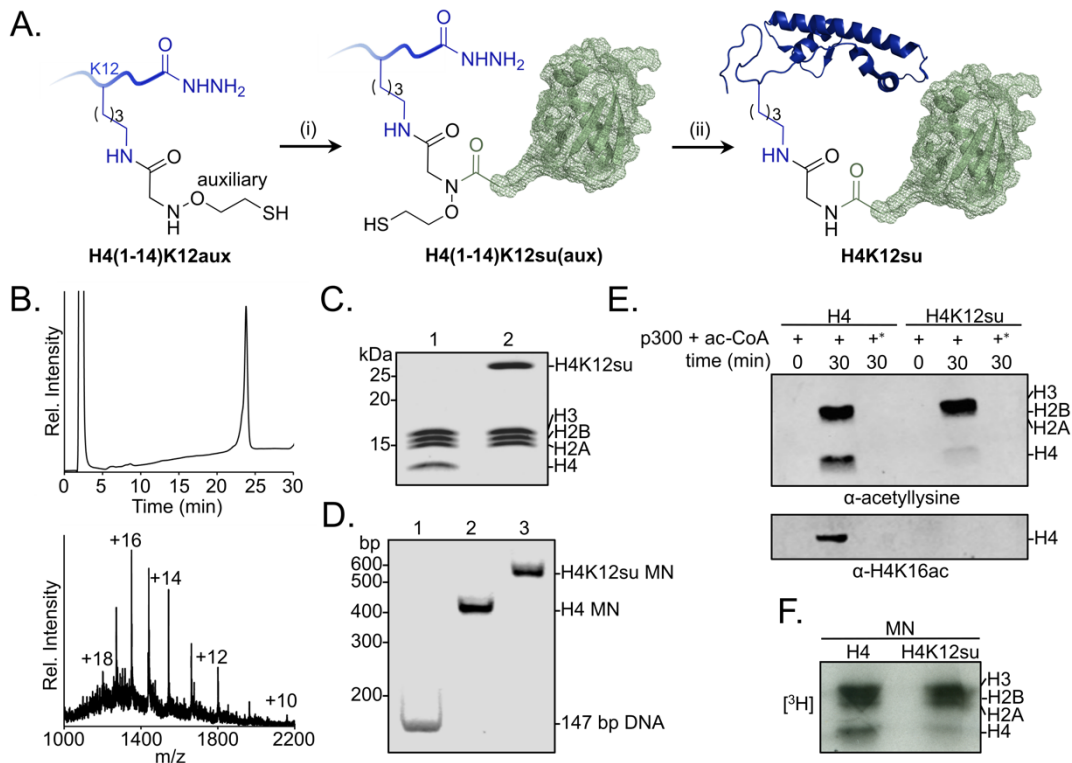 A.
K12
O
NHNH₂
( )3
HN
O
auxiliary
N
H
O
SH
H4(1-14)K12aux
(i)
K12
O
NHNH₂
( )3
HN
O
O
N
O
HS
H4(1-14)K12su(aux)
(ii)
( )3
HN
O
O
N
H
H4K12su
B.
Rel. Intensity
0 5 10 15 20 25 30
Time (min)
Rel. Intensity
+18
+16
+14
+12
+10
1000 1400 1800 2200
m/z
C.
1 2
kDa
25
20
15
H4K12su
H3
H2B
H2A
H4
D.
1 2 3
bp
600
500
400
300
200
H4K12su MN
H4 MN
147 bp DNA
E.
H4 H4K12su
p300 + ac-CoA + + +* + + +*
time (min) 0 30 30 0 30 30
H3
H2B
H2A
H4
α-acetyllysine
H4
α-H4K16ac
F.
MN
H4 H4K12su
[³H]
H3
H2B
H2A
H4